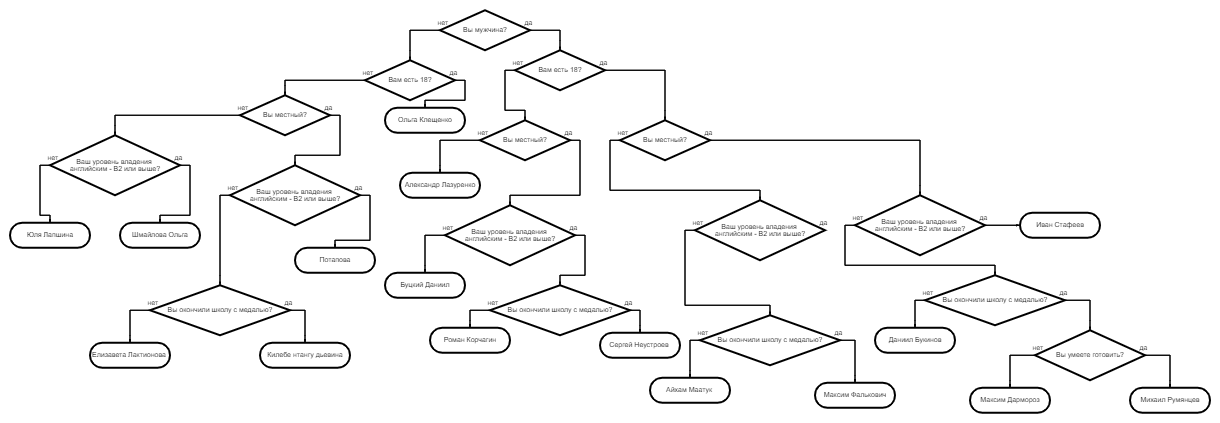 Вы мужчина?
нет
да
Вам есть 18?
нет
да
Вам есть 18?
нет
да
Вы местный?
нет
да
Ольга Клещенко
Вы местный?
нет
да
Вы местный?
нет
да
Ваш уровень владения
английским - B2 или выше?
нет
да
Ваш уровень владения
английским - B2 или выше?
нет
да
Александр Лазуренко
Ваш уровень владения
английским - B2 или выше?
нет
да
Ваш уровень владения
английским - B2 или выше?
нет
да
Ваш уровень владения
английским - B2 или выше?
нет
да
Иван Стафеев
Юля Лапшина
Шмайлова Ольга
Потапова
Буцкий Даниил
Вы окончили школу с медалью?
нет
да
Вы окончили школу с медалью?
нет
да
Вы окончили школу с медалью?
нет
да
Вы окончили школу с медалью?
нет
да
Елизавета Лактионова
Килебе нтангу дьевина
Роман Корчагин
Сергей Неустроев
Даниил Букинов
Вы умеете готовить?
нет
да
Айхам Маатук
Максим Фалькович
Максим Дармороз
Михаил Румянцев